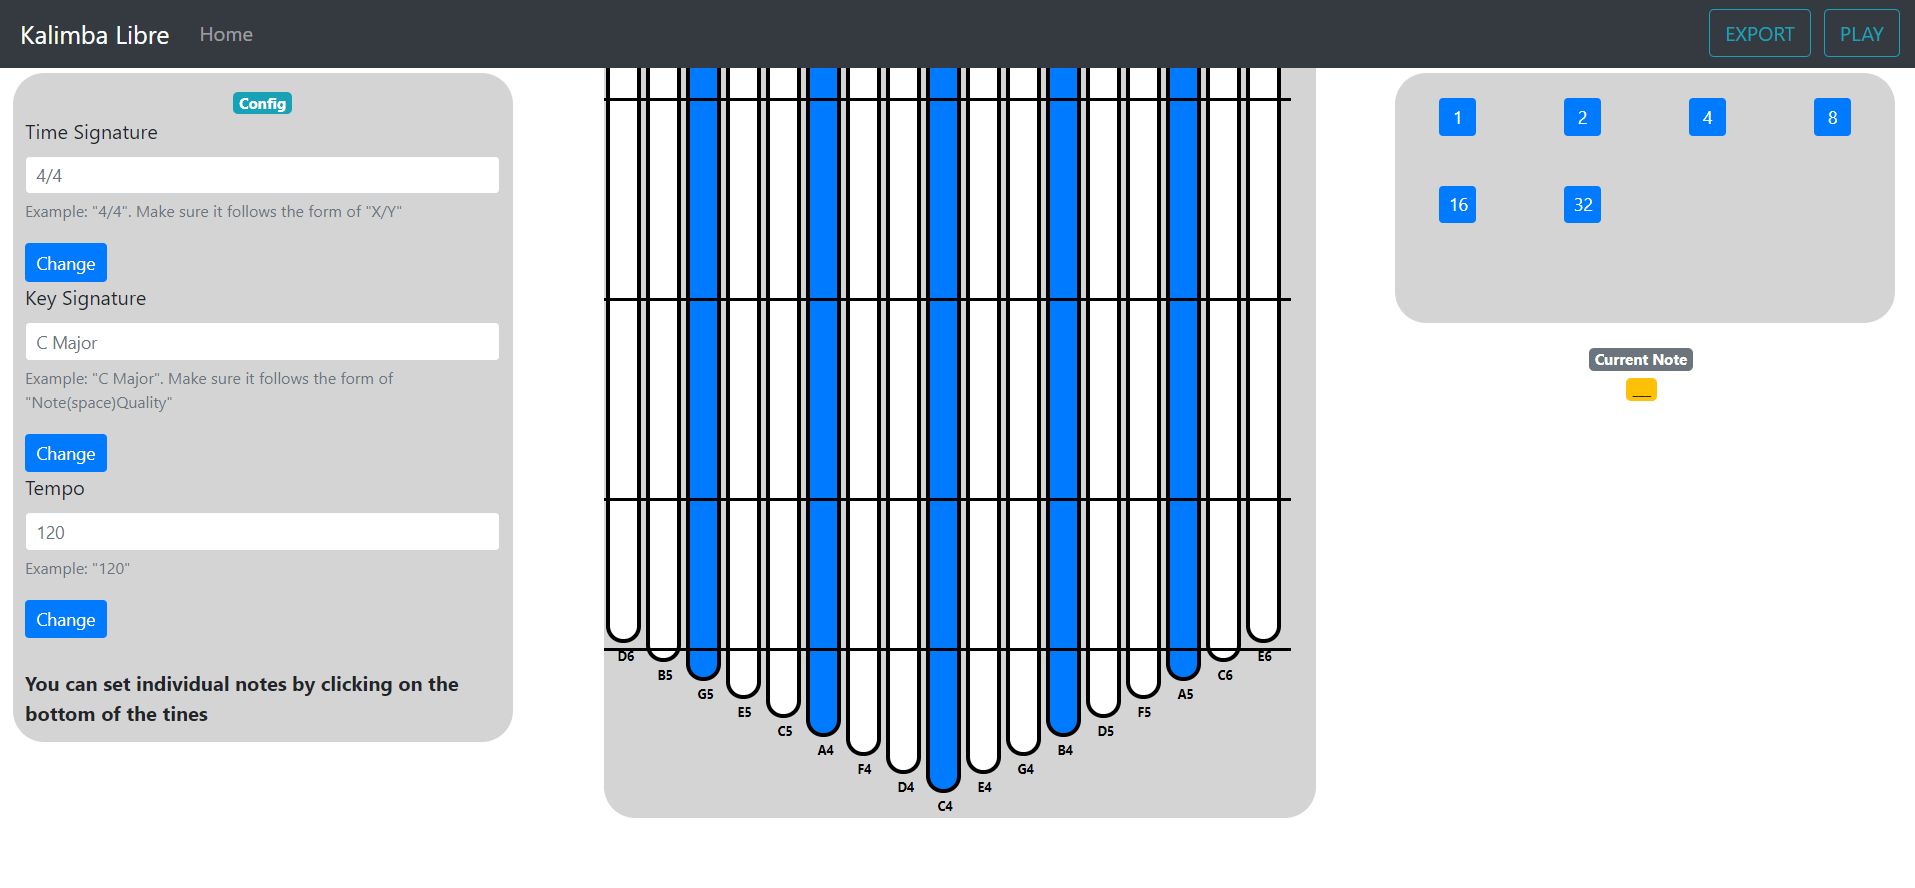 Kalimba Libre Home EXPORT PLAY
Config
Time Signature
4/4
Example: "4/4". Make sure it follows the form of "X/Y"
Change
Key Signature
C Major
Example: "C Major". Make sure it follows the form of
"Note(space)Quality"
Change
Tempo
120
Example: "120"
Change
You can set individual notes by clicking on the
bottom of the tines
D6 B5 G5 E5 C5 A4 F4 D4 C4 E4 G4 B4 D5 F5 A5 C6 E6
1 2 4 8
16 32
Current Note
___